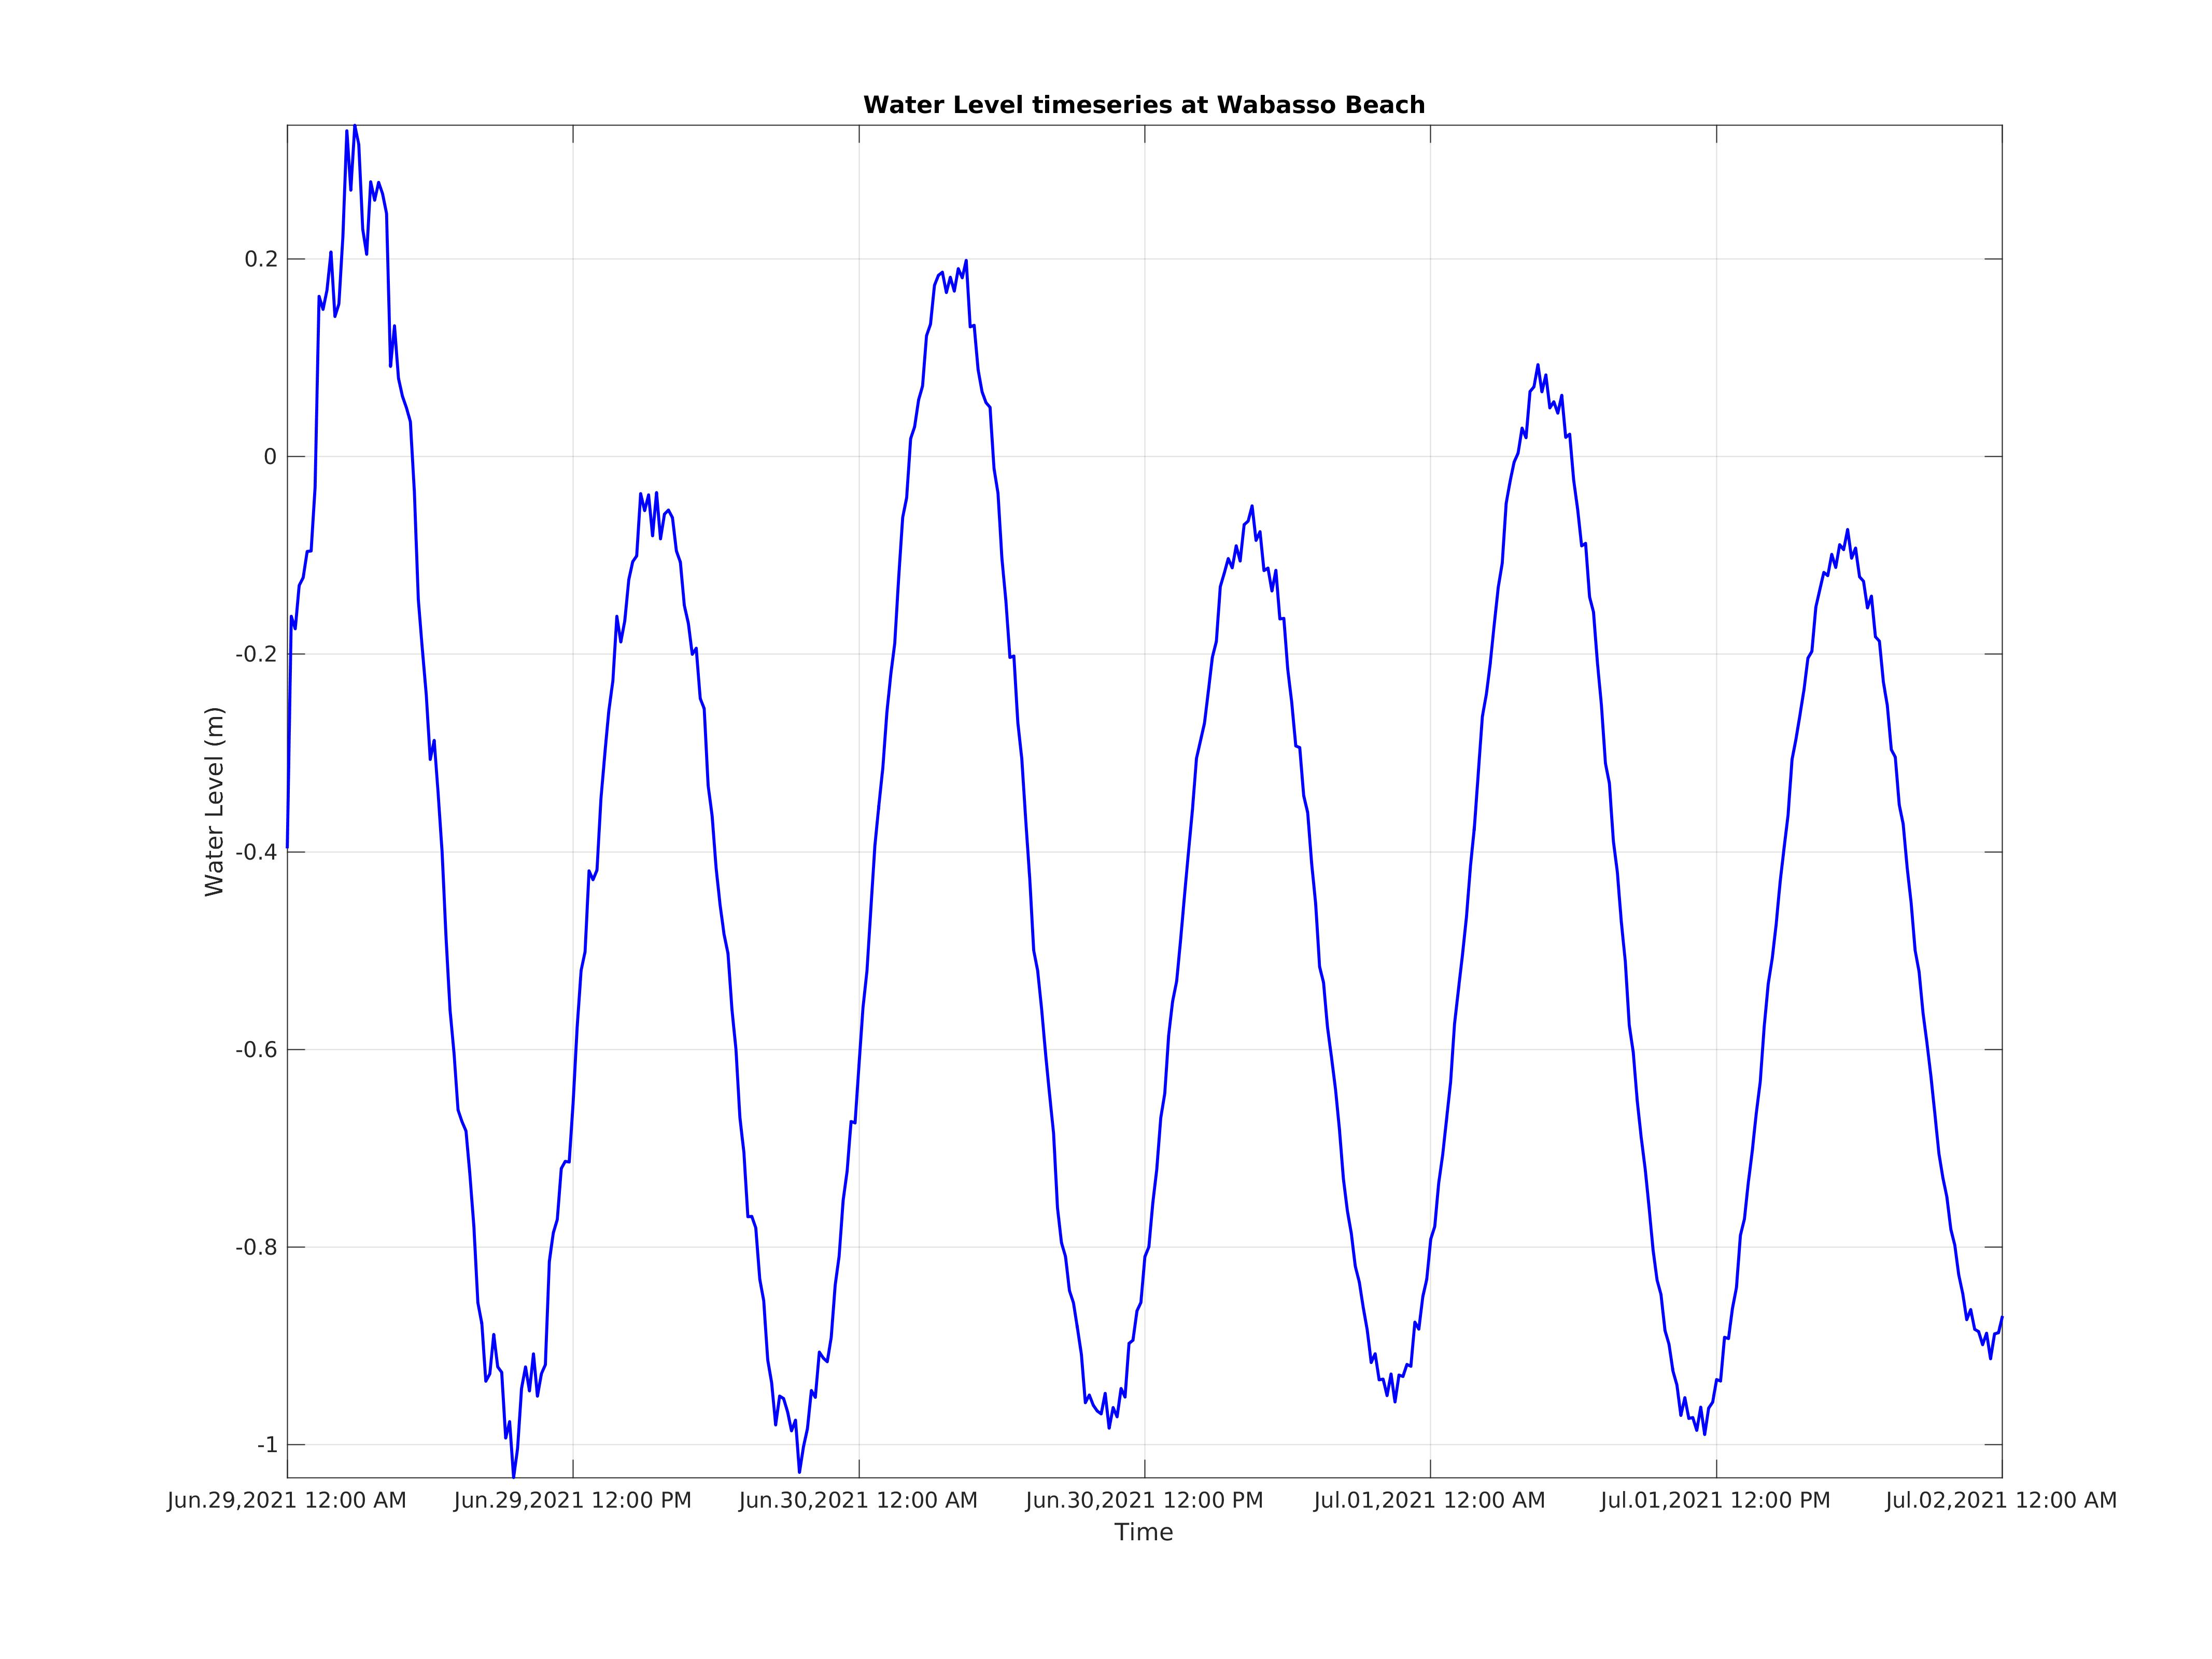 Water Level timeseries at Wabasso Beach
Water Level (m)
0.2
0
-0.2
-0.4
-0.6
-0.8
-1
Jun.29,2021 12:00 AM Jun.29,2021 12:00 PM Jun.30,2021 12:00 AM Jun.30,2021 12:00 PM Jul.01,2021 12:00 AM Jul.01,2021 12:00 PM Jul.02,2021 12:00 AM
Time